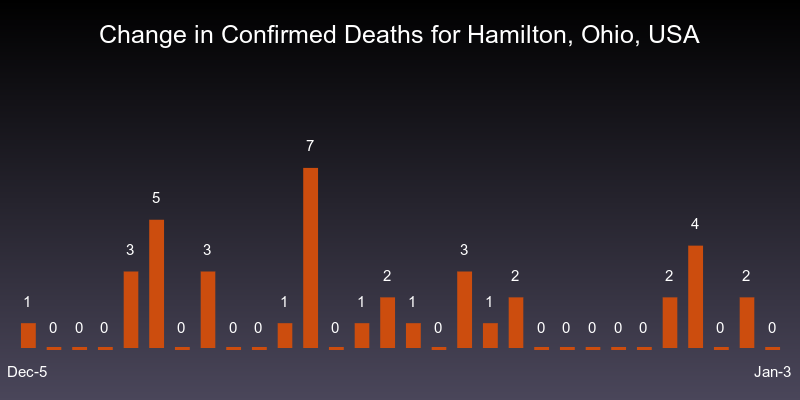 Change in Confirmed Deaths for Hamilton, Ohio, USA
7
5
4
3 3 3
2 2 2 2
1 1 1 1 1
0 0 0 0 0 0 0 0 0 0 0 0 0 0 0
Dec-5 Jan-3